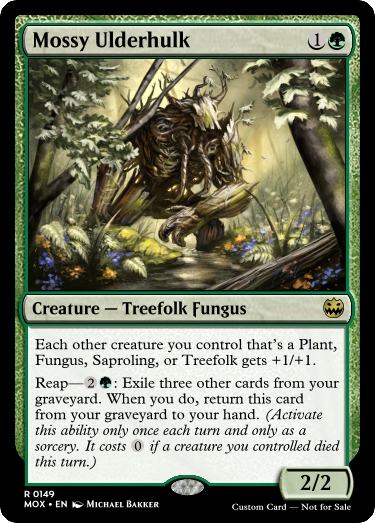 Mossy Ulderhulk 1
Creature — Treefolk Fungus
Each other creature you control that's a Plant,
Fungus, Saproling, or Treefolk gets +1/+1.
Reap—2: Exile three other cards from your
graveyard. When you do, return this card
from your graveyard to your hand. (Activate
this ability only once each turn and only as a
sorcery. It costs 0 if a creature you controlled died
this turn.)
2/2
R 0149
MOX • EN Michael Bakker
Custom Card — Not for Sale